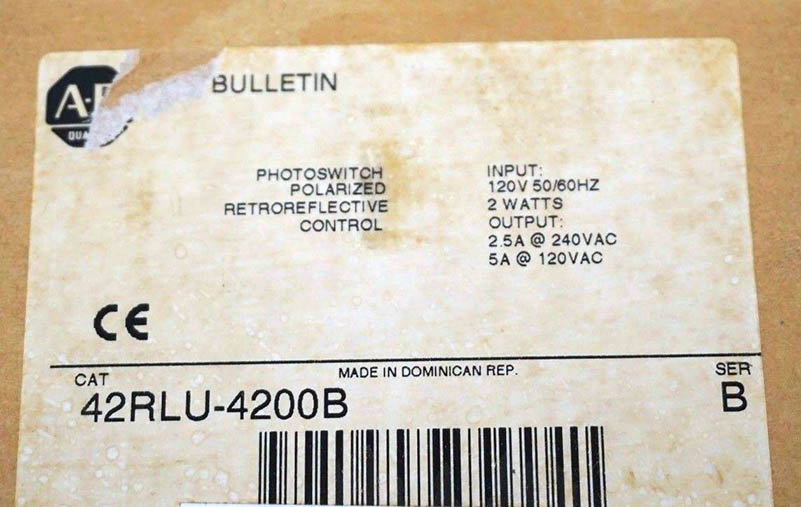 BULLETIN
PHOTOSWITCH
POLARIZED
RETROREFLECTIVE
CONTROL
INPUT:
120V 50/60HZ
2 WATTS
OUTPUT:
2.5A @ 240VAC
5A @ 120VAC
CE
MADE IN DOMINICAN REP.
CAT
42RLU-4200B
SER
B